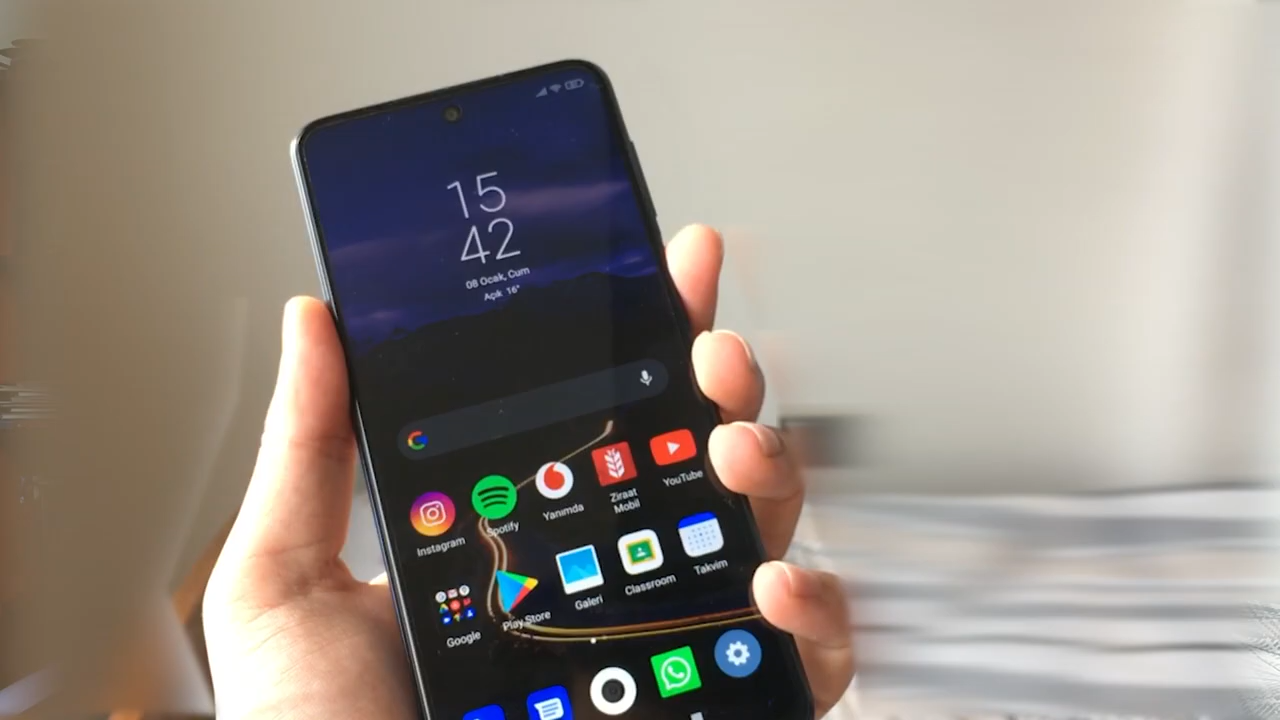 15
42
08 Ocak, Cum
Açık 16°
Instagram
Spotify
Yanımda
Ziraat
Mobil
YouTube
Google
Play Store
Galeri
Classroom
Takvim